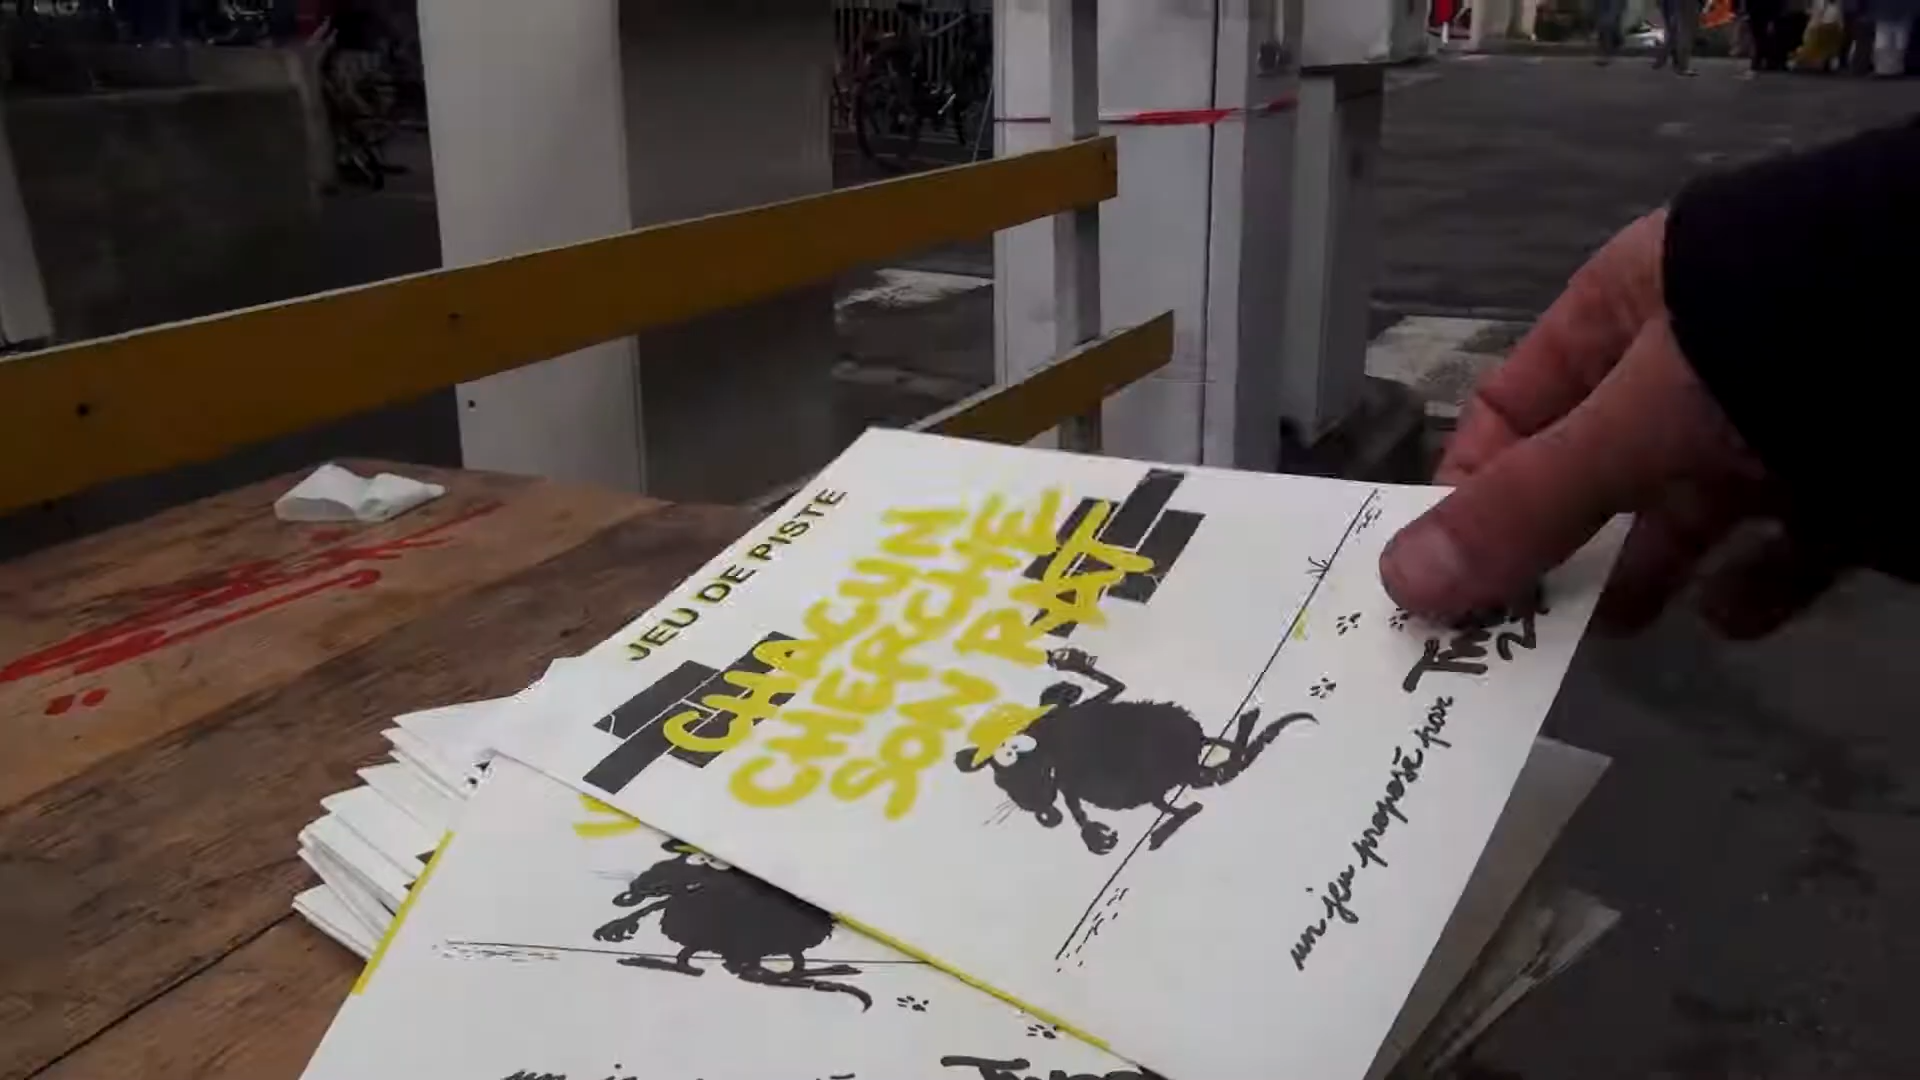 JEU DE PISTE
CHACUN
CHERCHE
SON RAT
un jeu proposé par